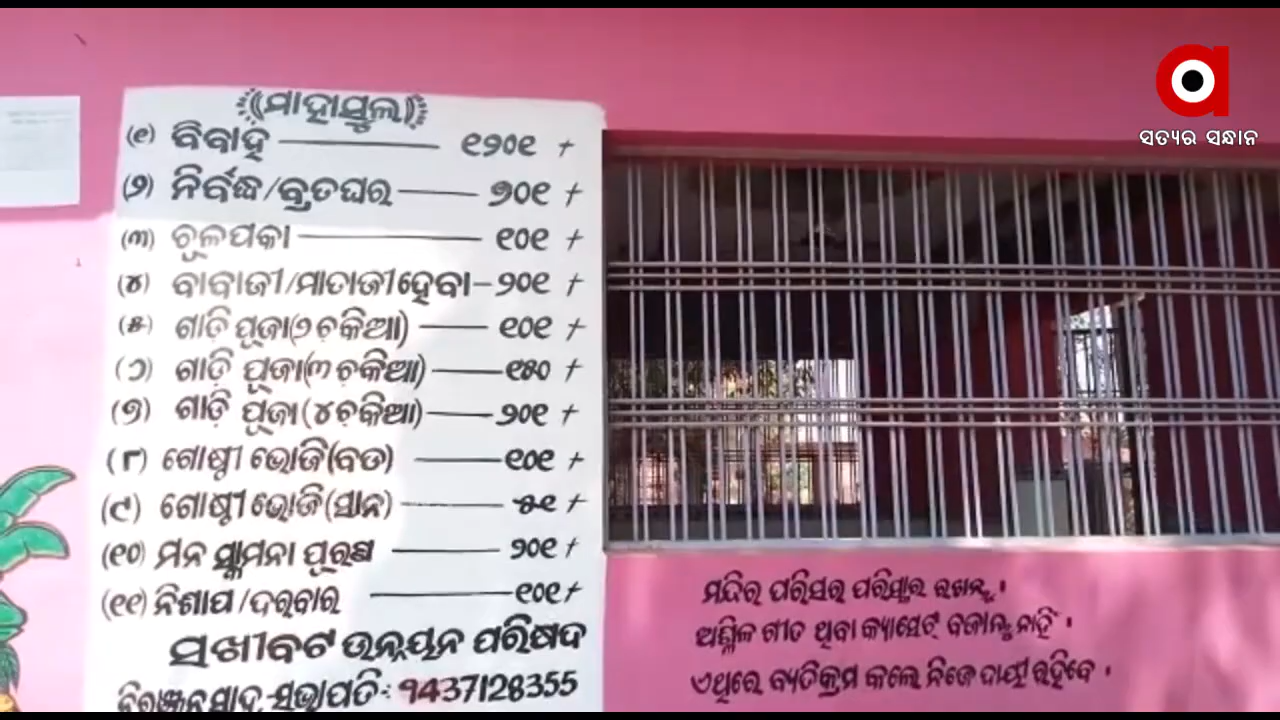 ସତ୍ୟର ସନ୍ଧାନ
ମାହାସୁଲ
(୧) ବିବାହ — ୧୨୦୧ +
(୨) ନିର୍ବନ୍ଧ/ବ୍ରତଘର — ୭୦୧ +
(୩) ଚୂଳପକା — ୧୦୧ +
(୪) ବାବାଜୀ/ମାତାଜୀହେବା — ୨୦୧ +
(୫) ଗାଡ଼ି ପୂଜା(୨ ଚକିଆ) — ୧୦୧ +
(୬) ଗାଡ଼ି ପୂଜା(୩ ଚକିଆ) — ୧୫୦ +
(୭) ଗାଡ଼ି ପୂଜା(୪ ଚକିଆ) — ୨୦୧ +
(୮) ଗୋଷ୍ଠୀ ଭୋଜି(ବଡ) — ୧୦୧ +
(୯) ଗୋଷ୍ଠୀ ଭୋଜି(ସାନ) — ୫୧ +
(୧୦) ମନ ସ୍କାମନା ପୂରଣ — ୨୦୧ +
(୧୧) ନିଶାପ/ଦରବାର — ୧୦୧ +
ସଖୀବଟ ଉନ୍ନୟନ ପରିଷଦ
ସଭାପତି : 9437128355
ମନ୍ଦିର ପରିସର ପରିସ୍କାର ରଖନ୍ତୁ ।
ଅଶ୍ଳିଳ ଗୀତ ଥିବା କ୍ୟାସେଟ୍ ବଜାନ୍ତୁ ନାହିଁ ।
ଏଥିରେ ବ୍ୟତିକ୍ରମ କଲେ ନିଜେ ଦାୟୀ ରହିବେ ।